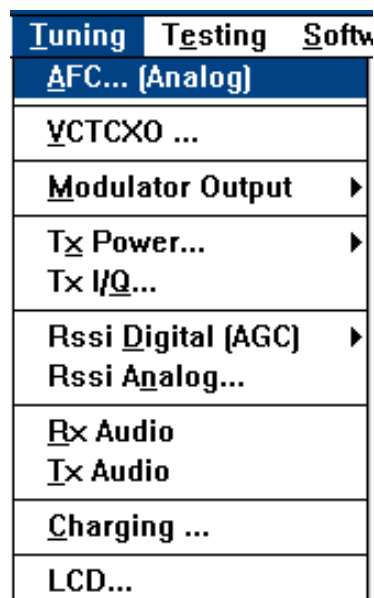 Tuning Testing
AFC... (Analog)
VCTCXO ...
Modulator Output
Tx Power...
Tx I/Q...
Rssi Digital (AGC)
Rssi Analog...
Rx Audio
Tx Audio
Charging ...
LCD...